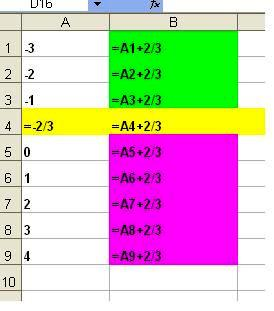 D16 fx
A B
1 -3 =A1+2/3
2 -2 =A2+2/3
3 -1 =A3+2/3
4 =-2/3 =A4+2/3
5 0 =A5+2/3
6 1 =A6+2/3
7 2 =A7+2/3
8 3 =A8+2/3
9 4 =A9+2/3
10